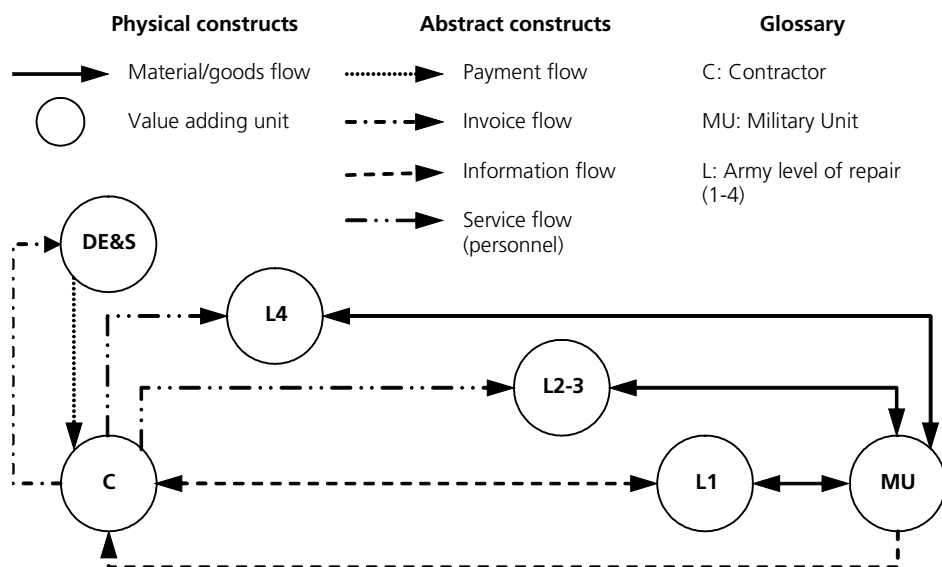 Physical constructs
Abstract constructs
Glossary
Material/goods flow
Payment flow
C: Contractor
Value adding unit
Invoice flow
MU: Military Unit
Information flow
L: Army level of repair
(1-4)
Service flow
(personnel)
DE&S
L4
L2-3
C
L1
MU